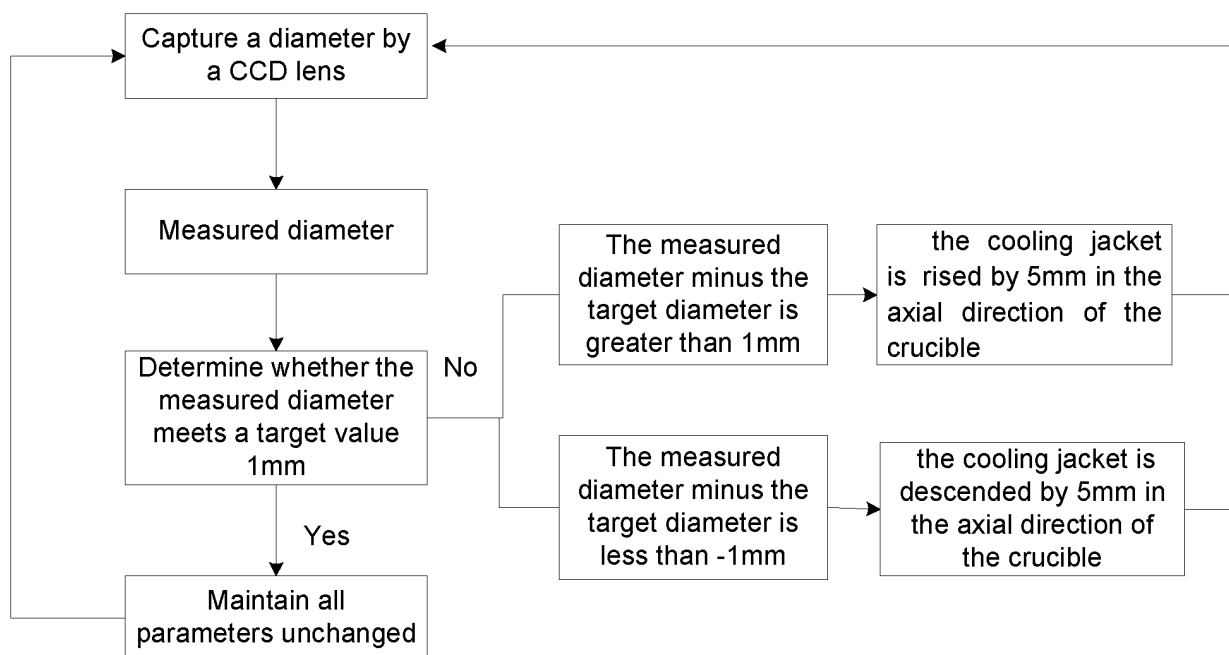 Capture a diameter by
a CCD lens
Measured diameter
Determine whether the
measured diameter
meets a target value
1mm
No
Yes
Maintain all
parameters unchanged
The measured
diameter minus the
target diameter is
greater than 1mm
the cooling jacket
is rised by 5mm in the
axial direction of the
crucible
The measured
diameter minus the
target diameter is
less than -1mm
the cooling jacket is
descended by 5mm in
the axial direction of
the crucible